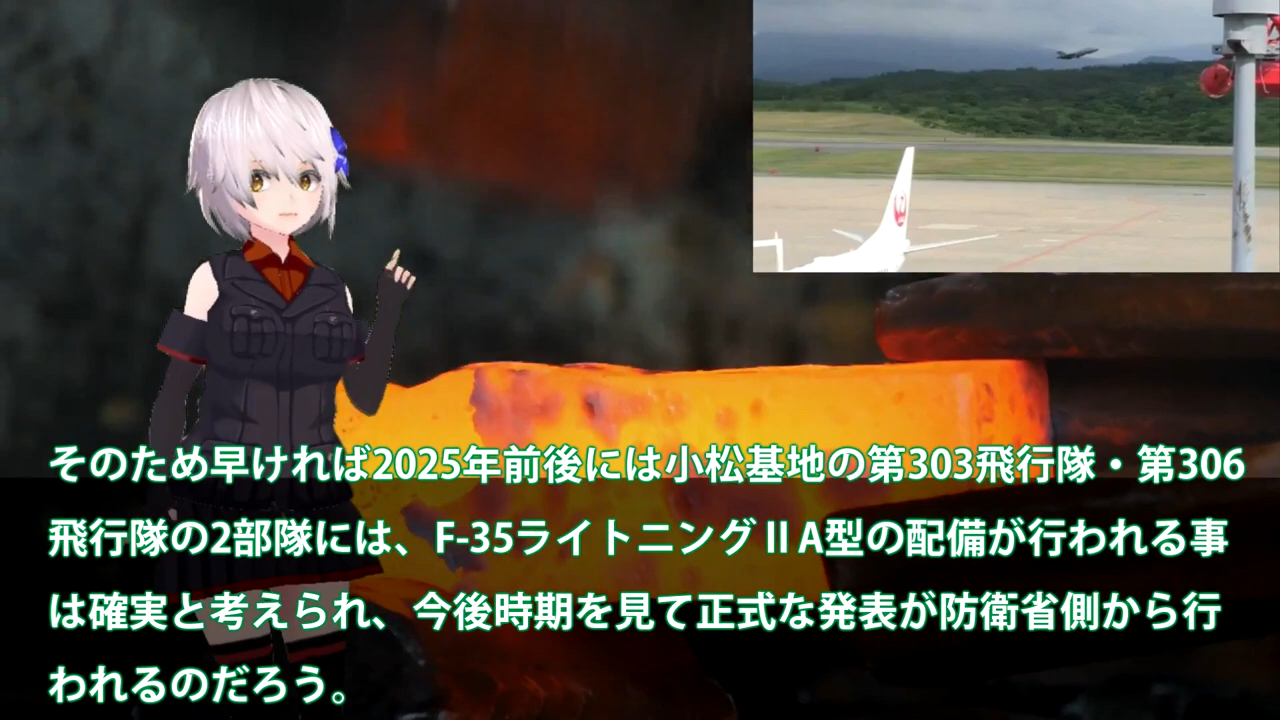 そのため早ければ2025年前後には小松基地の第303飛行隊・第306
飛行隊の2部隊には、F-35ライトニングⅡA型の配備が行われる事
は確実と考えられ、今後時期を見て正式な発表が防衛省側から行
われるのだろう。